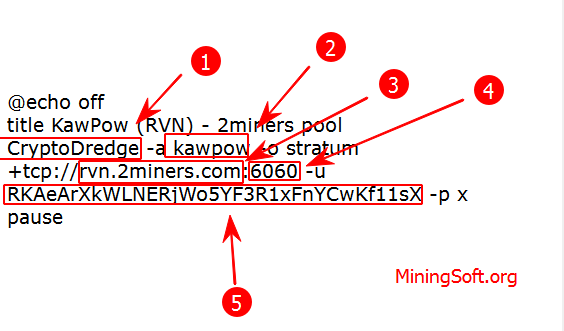 1
2
3
4
@echo off
title KawPow (RVN) - 2miners pool
CryptoDredge -a kawpow -o stratum
+tcp://rvn.2miners.com:6060 -u
RKAeArXkWLNERjWo5YF3R1xFnYCwKf11sX -p x
pause
MiningSoft.org
5